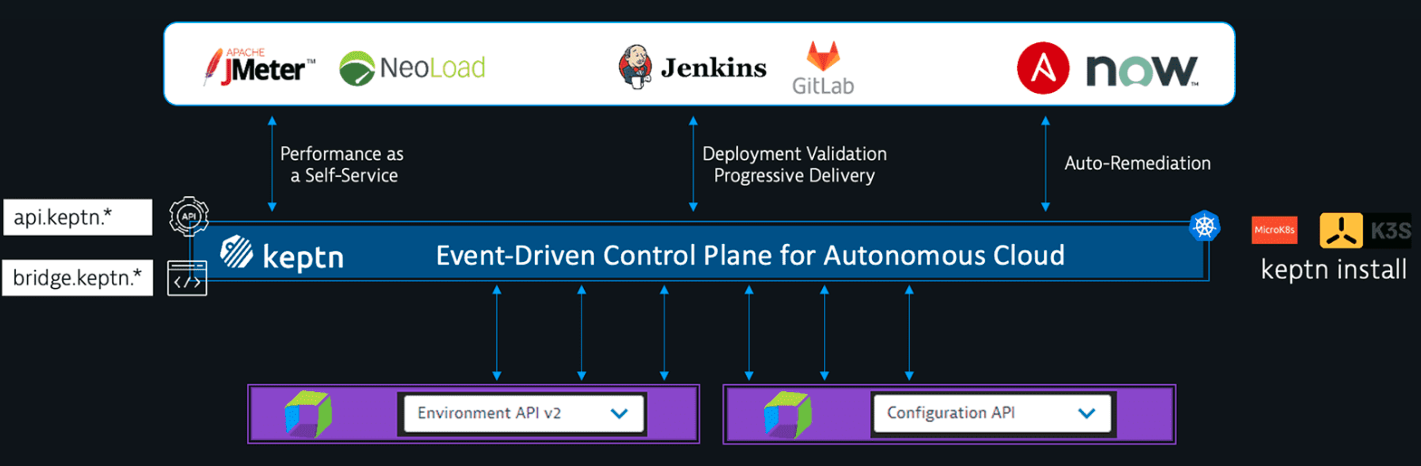 APACHE
JMeter™
NEOLOAD
Jenkins
GitLab
A
now™
Performance as
a Self-Service
Deployment Validation
Progressive Delivery
Auto-Remediation
api.keptn.*
API
bridge.keptn.*
</>
keptn
Event-Driven Control Plane for Autonomous Cloud
MicroK8s
K3S
keptn install
Environment API v2
Configuration API